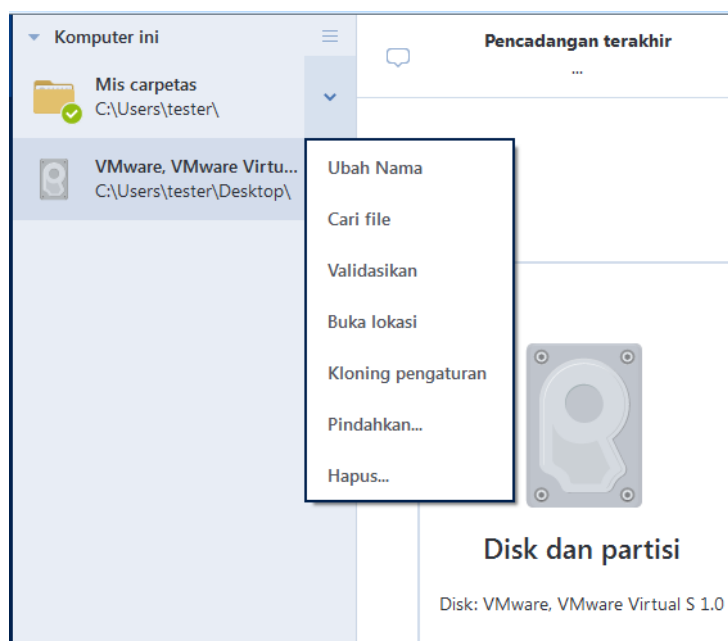 Komputer ini
Mis carpetas
C:\Users\tester\
VMware, VMware Virtu...
C:\Users\tester\Desktop\
Ubah Nama
Cari file
Validasikan
Buka lokasi
Kloning pengaturan
Pindahkan...
Hapus...
Pencadangan terakhir
...
Disk dan partisi
Disk: VMware, VMware Virtual S 1.0